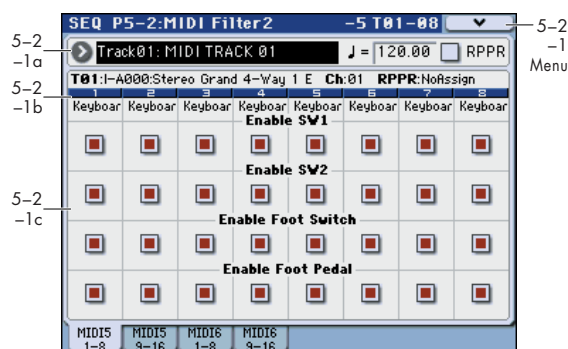 SEQ P5-2:MIDI Filter2 -5 T01-08
5-2
-1
Menu
5-2
-1a
Track01: MIDI TRACK 01 ♩= 120.00 RPPR
T01:I-A000:Stereo Grand 4-Way 1 E Ch:01 RPPR:NoAssign
5-2
-1b
1 2 3 4 5 6 7 8
Keyboar Keyboar Keyboar Keyboar Keyboar Keyboar Keyboar Keyboar
Enable SW1
Enable SW2
5-2
-1c
Enable Foot Switch
Enable Foot Pedal
MIDI5 1-8 MIDI5 9-16 MIDI6 1-8 MIDI6 9-16